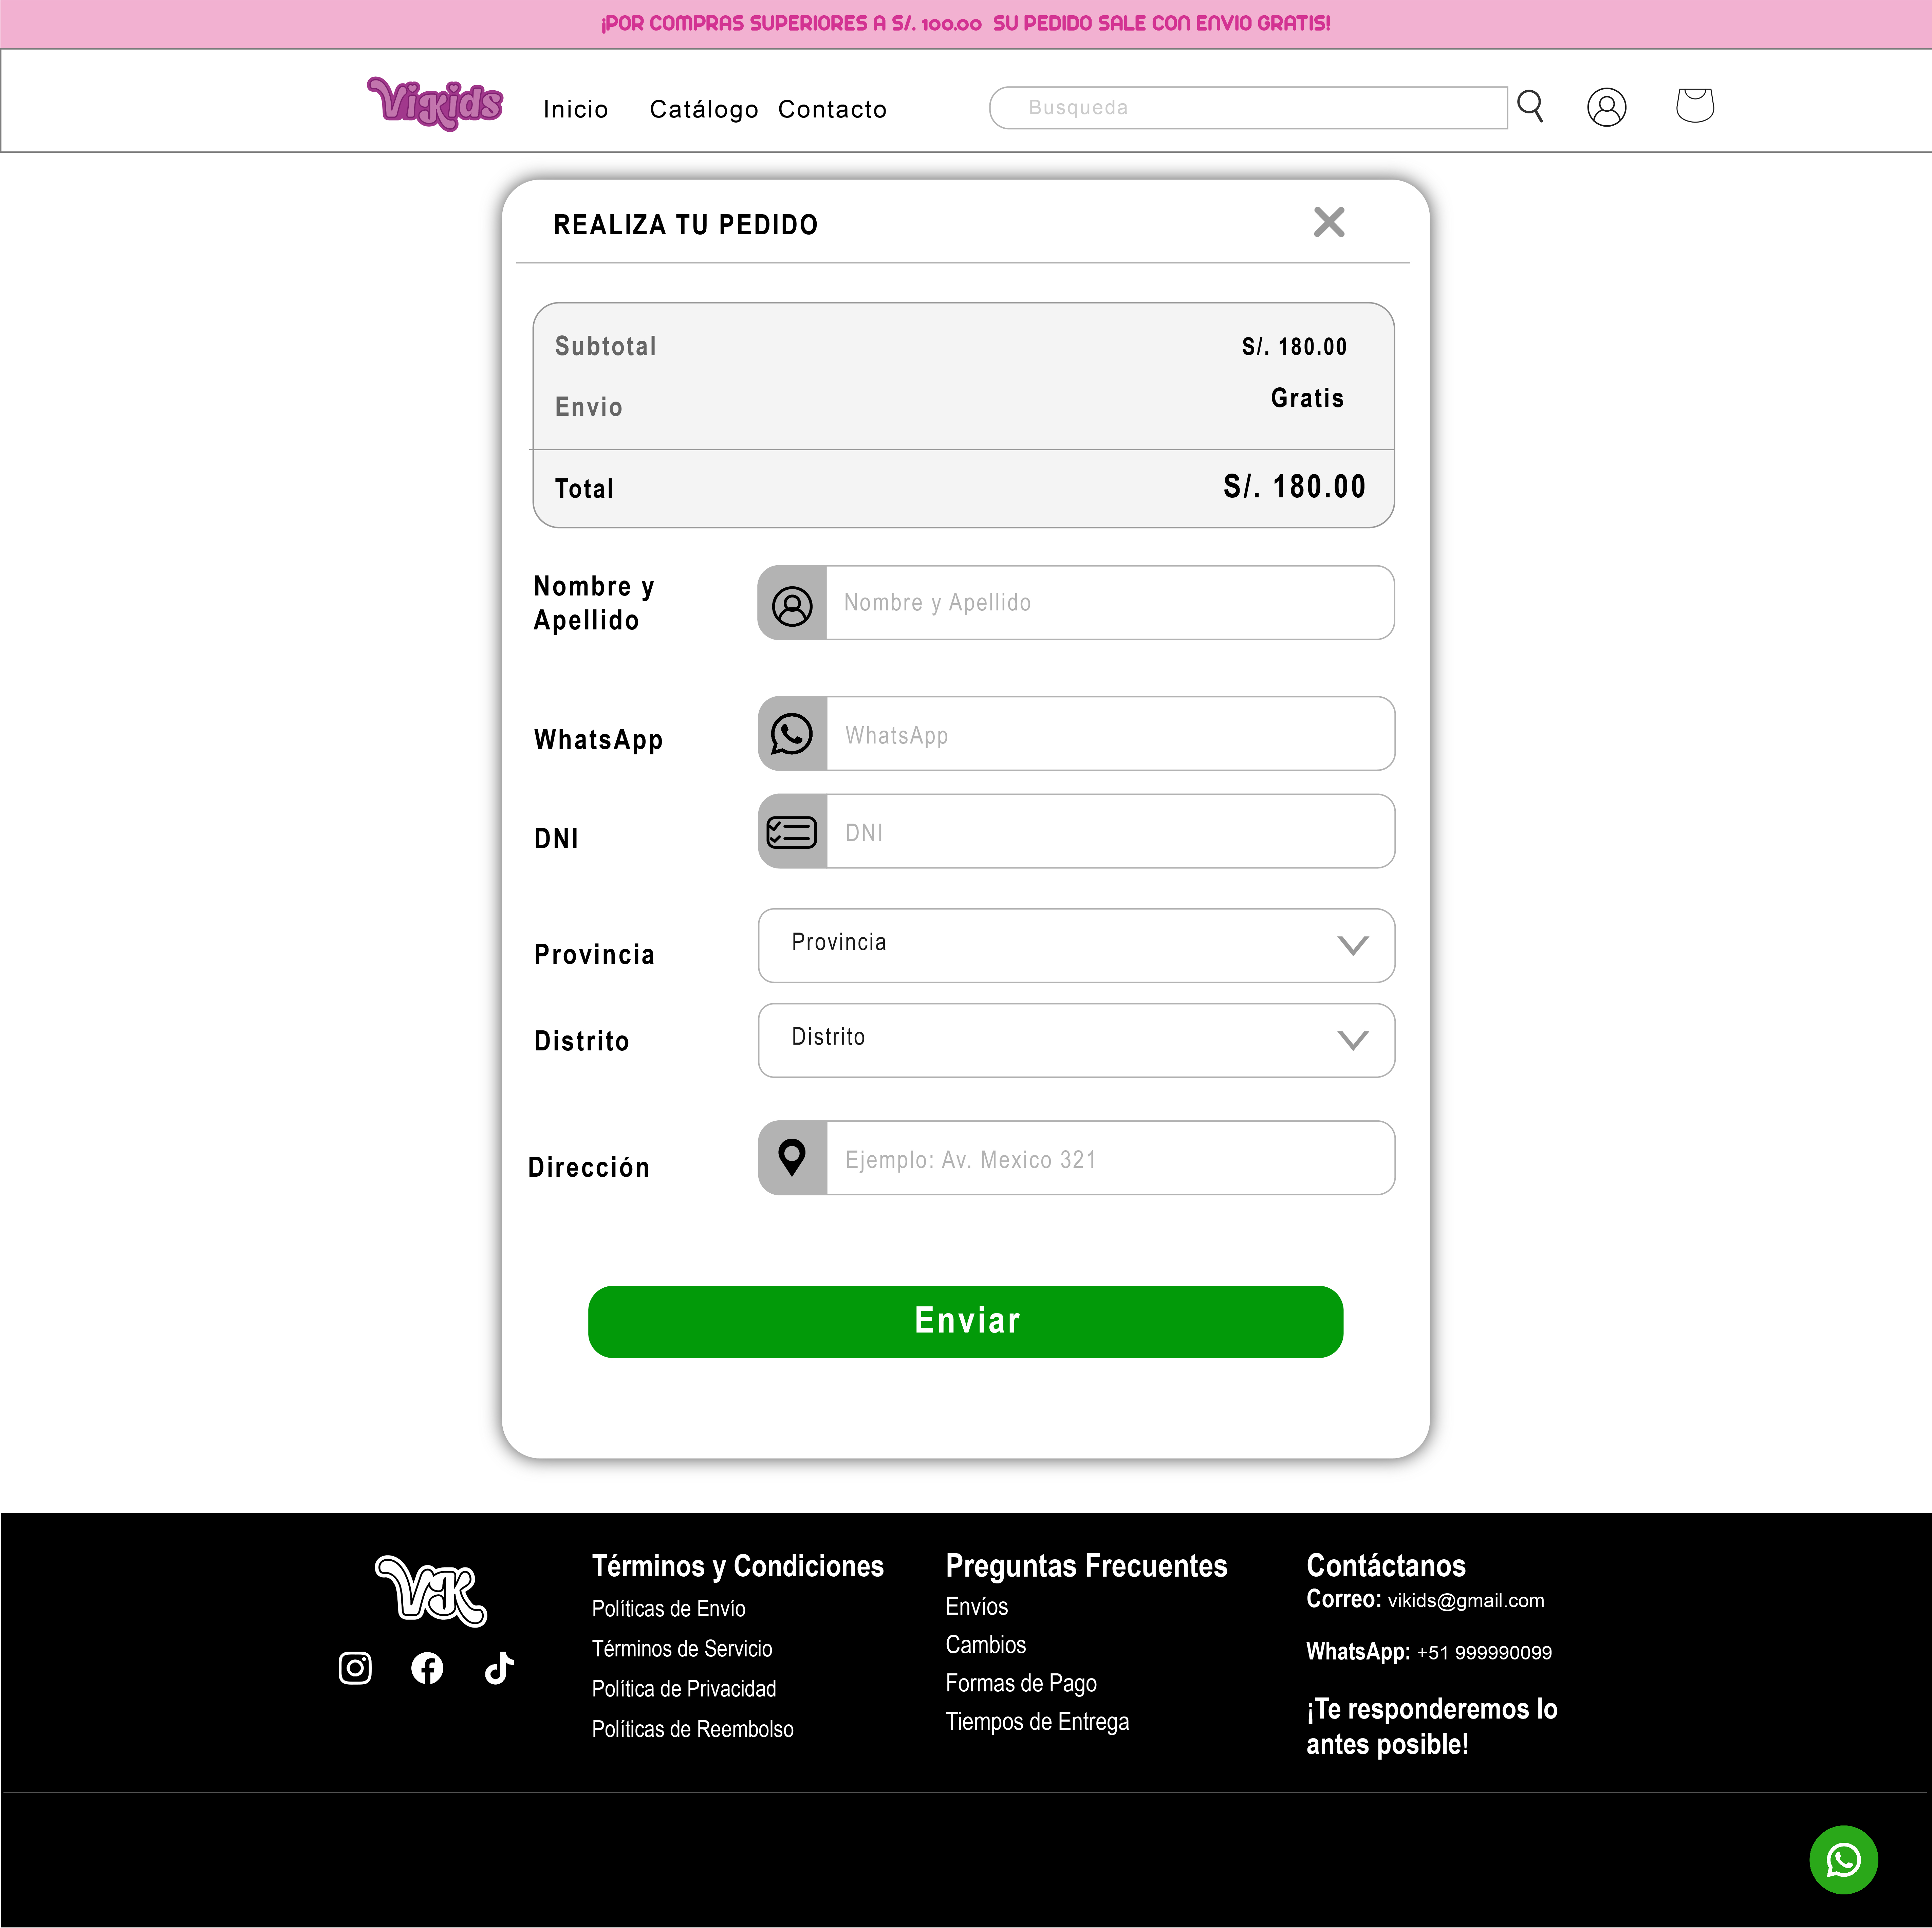 ¡POR COMPRAS SUPERIORES A S/. 100.00 SU PEDIDO SALE CON ENVIO GRATIS!
Vikids
Inicio Catálogo Contacto
Busqueda
REALIZA TU PEDIDO
Subtotal S/. 180.00
Envio Gratis
Total S/. 180.00
Nombre y
Apellido
Nombre y Apellido
WhatsApp
WhatsApp
DNI
DNI
Provincia
Provincia
Distrito
Distrito
Dirección
Ejemplo: Av. Mexico 321
Enviar
VK
Términos y Condiciones
Políticas de Envío
Términos de Servicio
Política de Privacidad
Políticas de Reembolso
Preguntas Frecuentes
Envíos
Cambios
Formas de Pago
Tiempos de Entrega
Contáctanos
Correo: vikids@gmail.com
WhatsApp: +51 999990099
¡Te responderemos lo
antes posible!